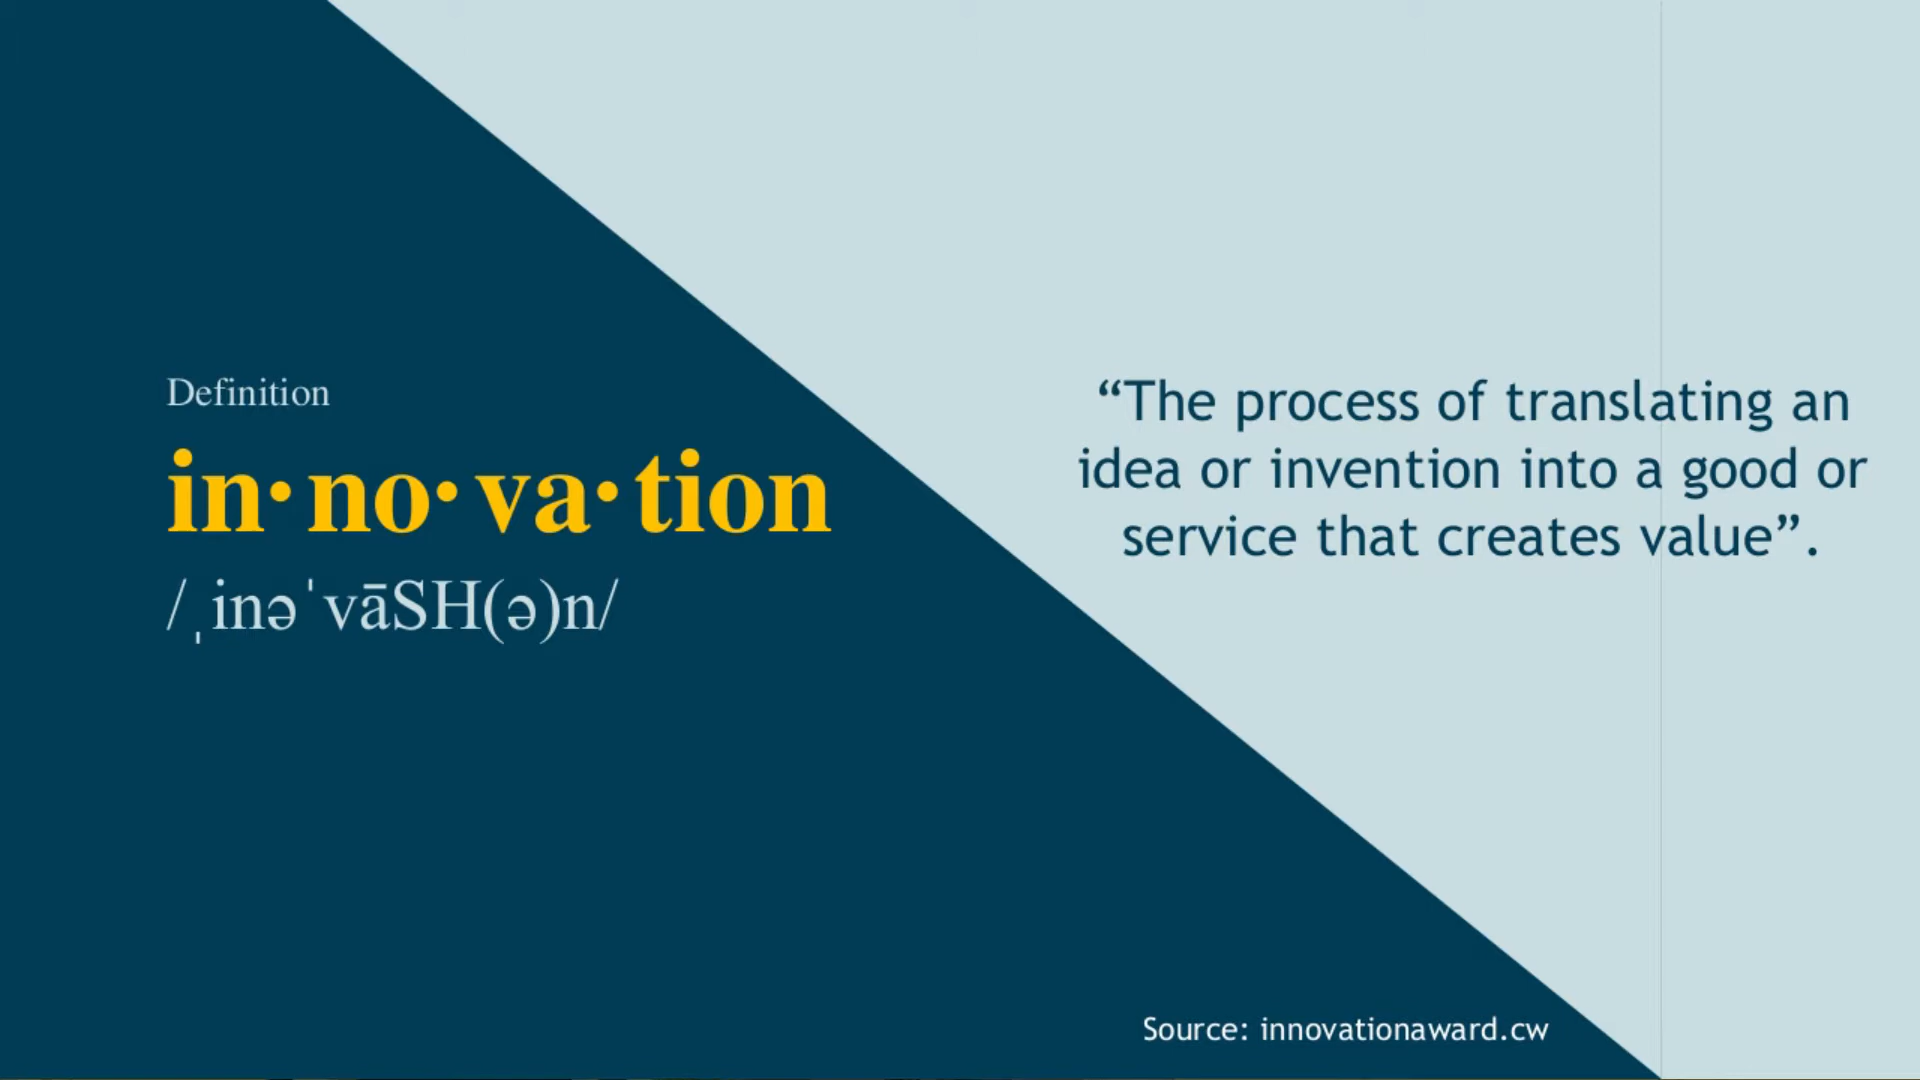 Definition
in·no·va·tion
/ˌinəˈvāSH(ə)n/
“The process of translating an
idea or invention into a good or
service that creates value”.
Source: innovationaward.cw